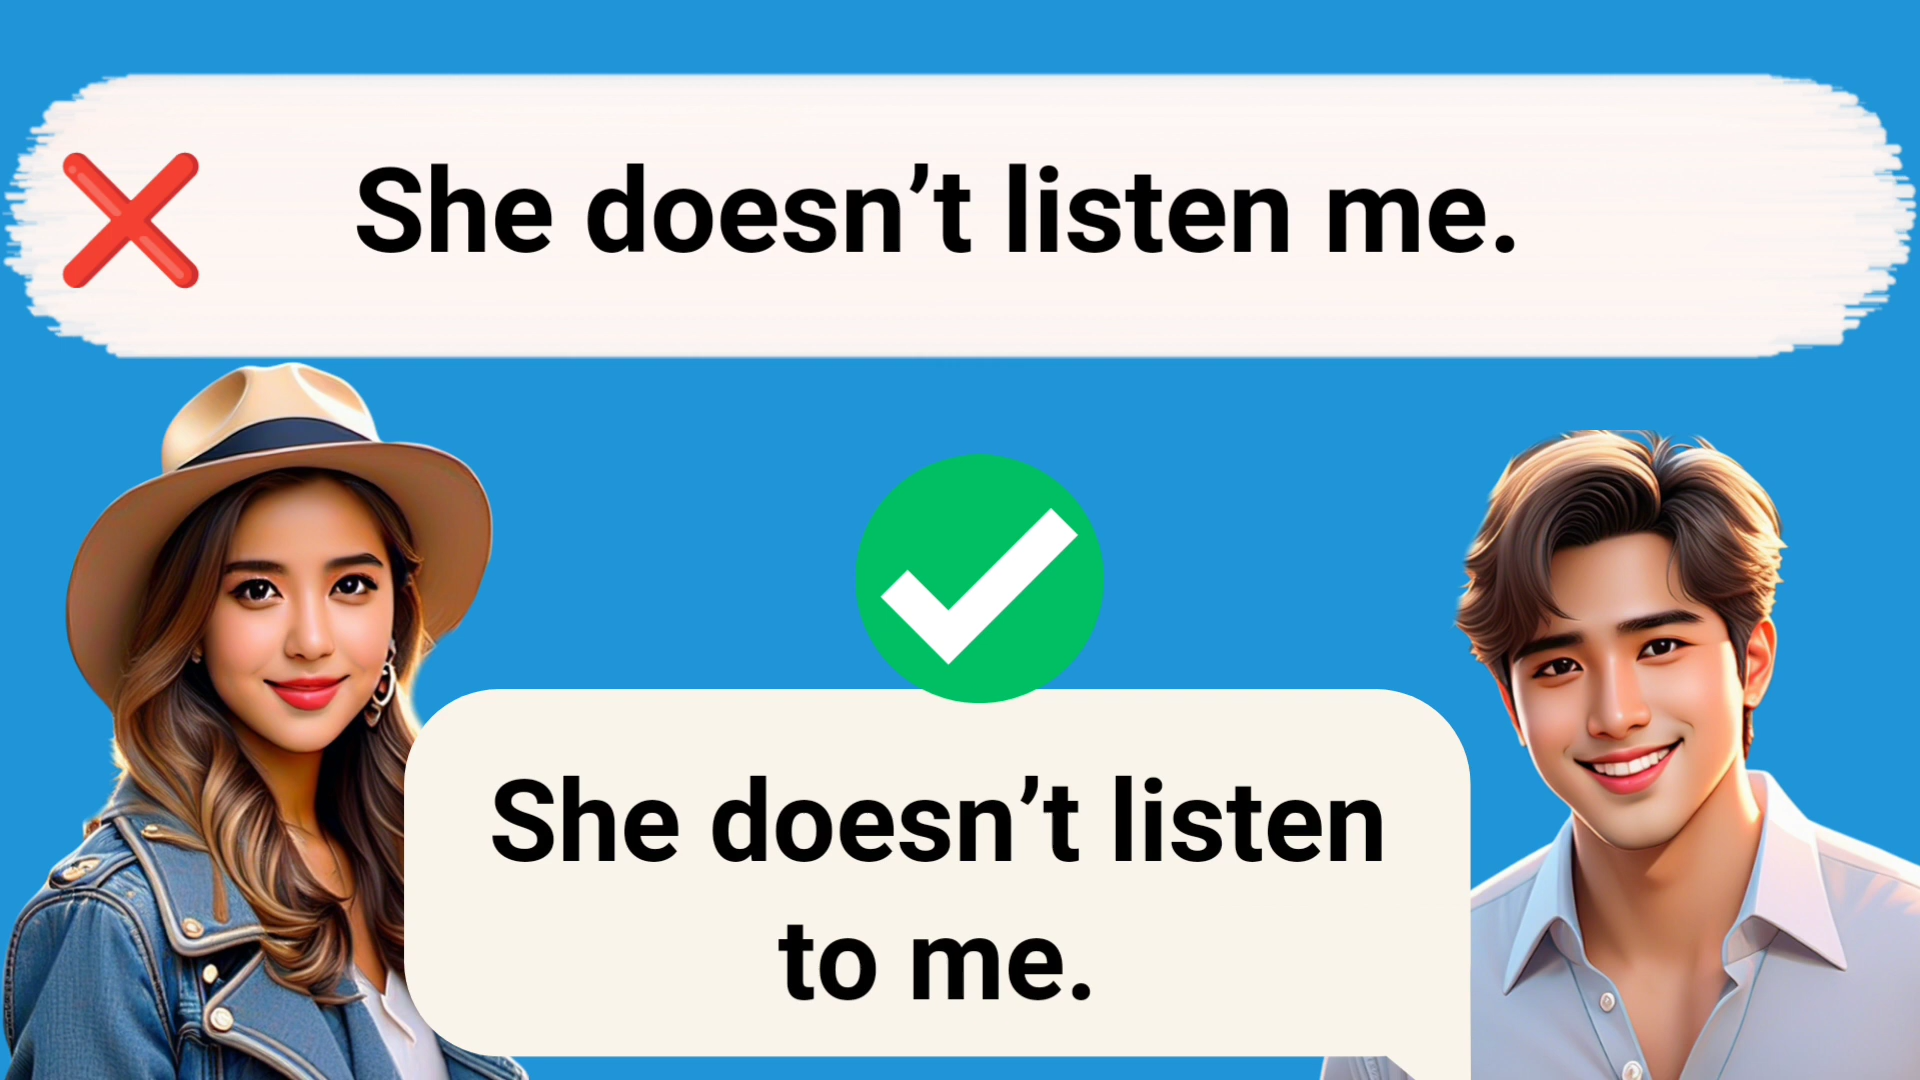 She doesn’t listen me.
She doesn’t listen
to me.